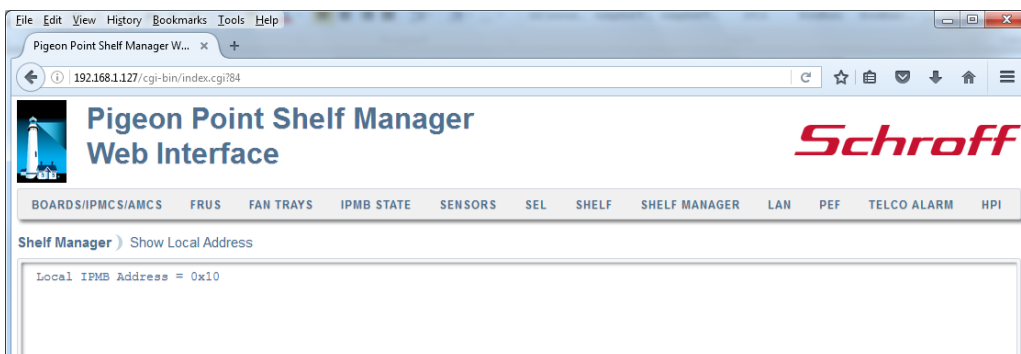 File Edit View History Bookmarks Tools Help
Pigeon Point Shelf Manager W... × +
192.168.1.127/cgi-bin/index.cgi?84
Pigeon Point Shelf Manager
Web Interface
Schroff
BOARDS/IPMCS/AMCS FRUS FAN TRAYS IPMB STATE SENSORS SEL SHELF SHELF MANAGER LAN PEF TELCO ALARM HPI
Shelf Manager ) Show Local Address
Local IPMB Address = 0x10